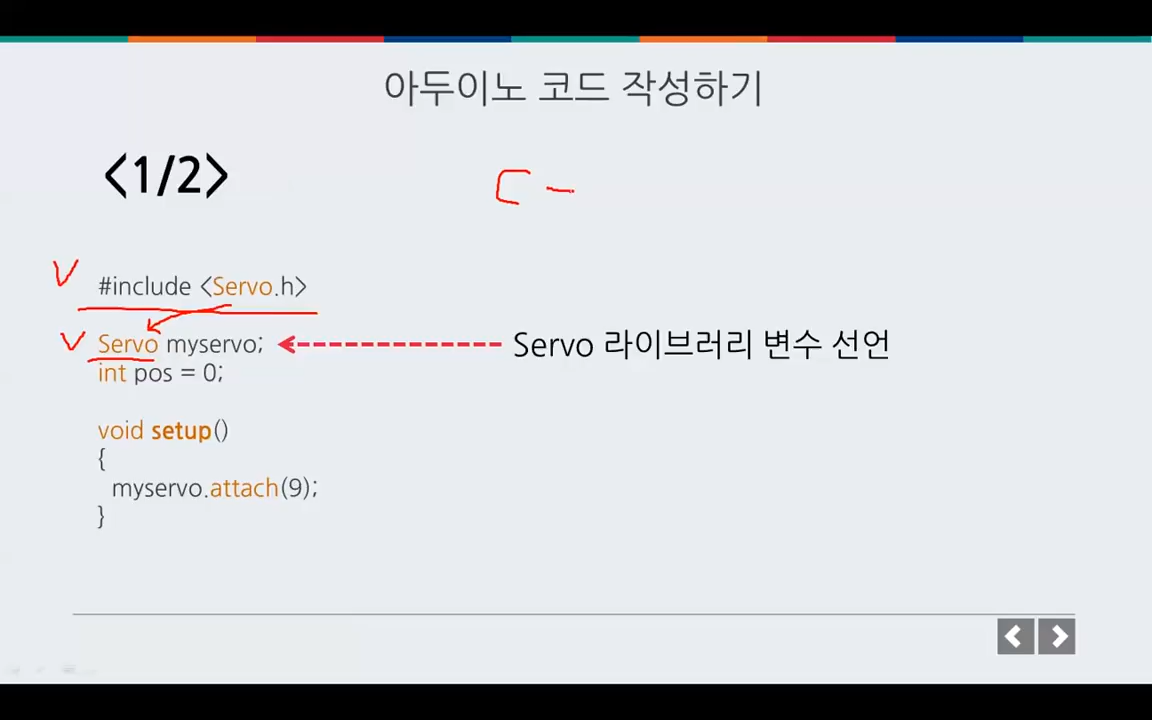 아두이노 코드 작성하기
<1/2>
C -
#include <Servo.h>
Servo myservo;
Servo 라이브러리 변수 선언
int pos = 0;
void setup()
{
myservo.attach(9);
}